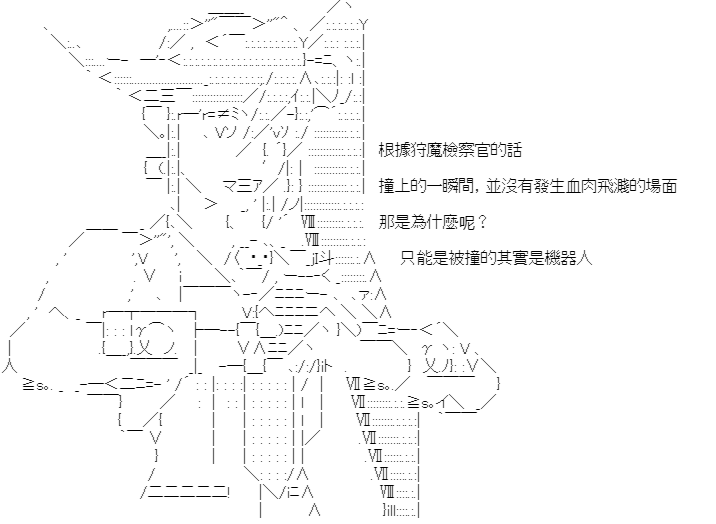 根據狩魔檢察官的話
撞上的一瞬間，並沒有發生血肉飛濺的場面
那是為什麼呢？
只能是被撞的其實是機器人